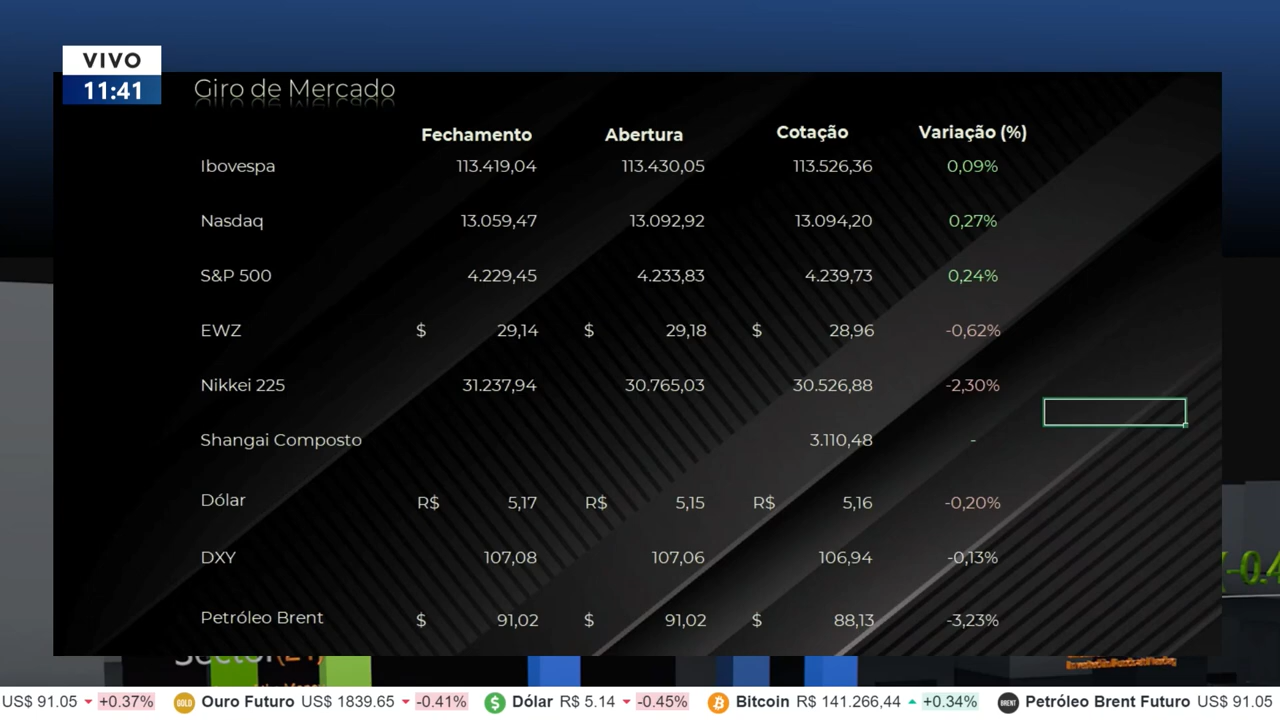 VIVO
11:41
Giro de Mercado
Fechamento Abertura Cotação Variação (%)
Ibovespa 113.419,04 113.430,05 113.526,36 0,09%
Nasdaq 13.059,47 13.092,92 13.094,20 0,27%
S&P 500 4.229,45 4.233,83 4.239,73 0,24%
EWZ $ 29,14 $ 29,18 $ 28,96 -0,62%
Nikkei 225 31.237,94 30.765,03 30.526,88 -2,30%
Shangai Composto 3.110,48 -
Dólar R$ 5,17 R$ 5,15 R$ 5,16 -0,20%
DXY 107,08 107,06 106,94 -0,13%
Petróleo Brent $ 91,02 $ 91,02 $ 88,13 -3,23%
US$ 91.05 +0.37% GOLD Ouro Futuro US$ 1839.65 -0.41% $ Dólar R$ 5.14 -0.45% Bitcoin R$ 141.266,44 +0.34% BRENT Petróleo Brent Futuro US$ 91.05